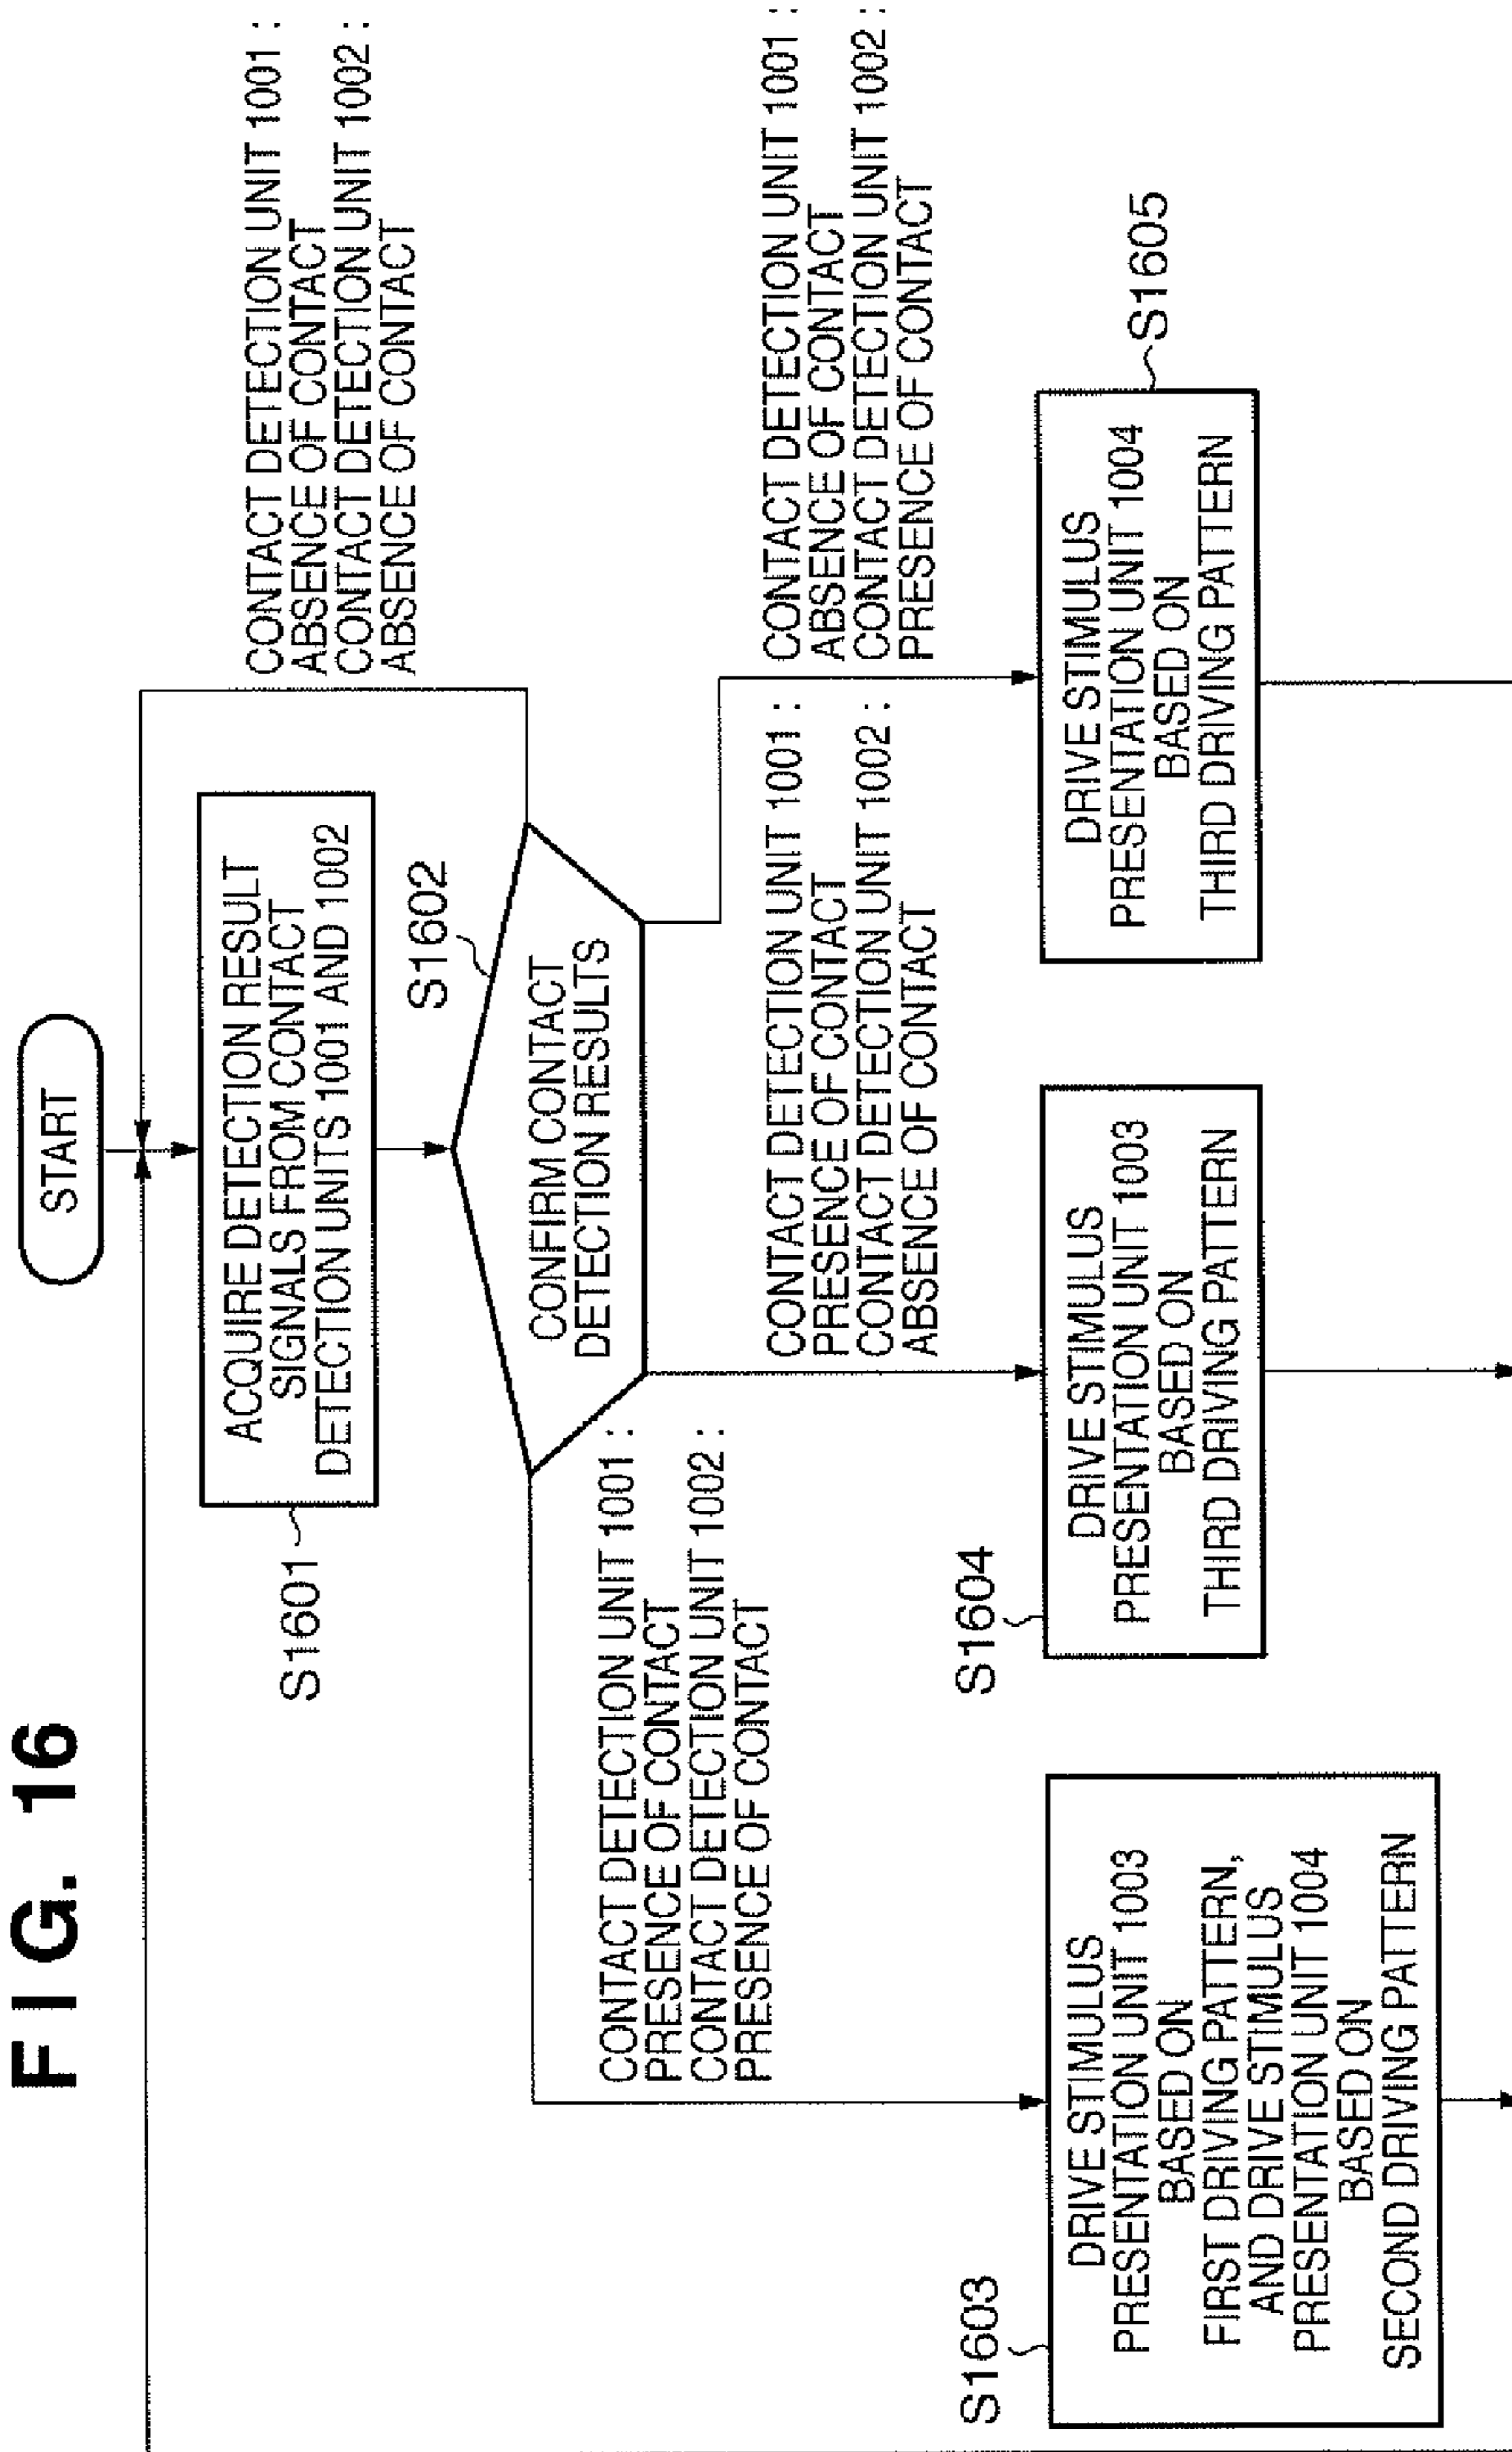 F I G. 16
START
ACQUIRE DETECTION RESULT
SIGNALS FROM CONTACT
DETECTION UNITS 1001 AND 1002
S1601
S1602
CONFIRM CONTACT
DETECTION RESULTS
CONTACT DETECTION UNIT 1001 :
ABSENCE OF CONTACT
CONTACT DETECTION UNIT 1002 :
ABSENCE OF CONTACT
CONTACT DETECTION UNIT 1001 :
PRESENCE OF CONTACT
CONTACT DETECTION UNIT 1002 :
PRESENCE OF CONTACT
CONTACT DETECTION UNIT 1001 :
PRESENCE OF CONTACT
CONTACT DETECTION UNIT 1002 :
ABSENCE OF CONTACT
CONTACT DETECTION UNIT 1001 :
ABSENCE OF CONTACT
CONTACT DETECTION UNIT 1002 :
PRESENCE OF CONTACT
S1603
DRIVE STIMULUS
PRESENTATION UNIT 1003
BASED ON
FIRST DRIVING PATTERN,
AND DRIVE STIMULUS
PRESENTATION UNIT 1004
BASED ON
SECOND DRIVING PATTERN
S1604
DRIVE STIMULUS
PRESENTATION UNIT 1003
BASED ON
THIRD DRIVING PATTERN
S1605
DRIVE STIMULUS
PRESENTATION UNIT 1004
BASED ON
THIRD DRIVING PATTERN